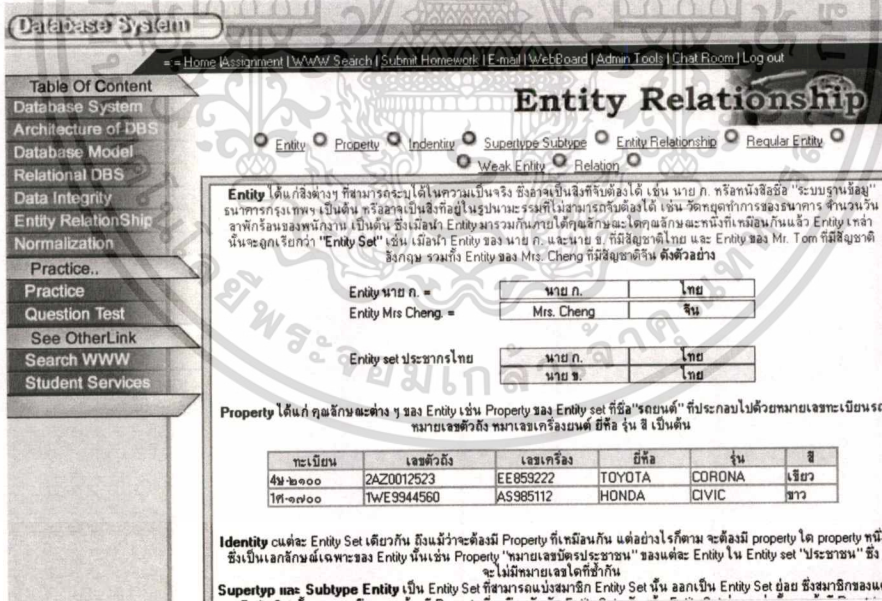 Database System
= = Home |Assignment | WWW Search | Submit Homework | E-mail | WebBoard | Admin Tools | Chat Room | Log out
Entity Relationship
Entity Property Indentity Supertype Subtype Entity Relationship Regular Entity
Weak Entity Relation
Table Of Content
Database System
Architecture of DBS
Database Model
Relational DBS
Data Integrity
Entity RelationShip
Normalization
Practice..
Practice
Question Test
See OtherLink
Search WWW
Student Services
Entity ได้แก่สิ่งต่างๆ ที่สามารถระบุได้ในความเป็นจริง ซึ่งอาจเป็นสิ่งที่จับต้องได้ เช่น นาย ก. หรือหนังสือชื่อ "ระบบฐานข้อมูล"
ธนาคารกรุงเทพฯ เป็นต้น หรืออาจเป็นสิ่งที่อยู่ในรูปนามะธรรมที่ไม่สามารถจับต้องได้ เช่น วัดหยุดทำการของธนาคาร จำนวนวัน
ลาพักร้อนของพนักงาน เป็นต้น ซึ่งเมื่อนำ Entity มารวมกันภายใต้คุณลักษณะใดคุณลักษณะหนึ่งที่เหมือนกันแล้ว Entity เหล่า
นั้นจะถูกเรียกว่า "Entity Set" เช่น เมื่อนำ Entity ของ นาย ก. และนาย ข. ที่มีสัญชาติไทย และ Entity ของ Mr. Tom ที่มีสัญชาติ
อังกฤษ รวมทั้ง Entity ของ Mrs. Cheng ที่มีสัญชาติจีน ดังตัวอย่าง
Entity นาย ก. = นาย ก. ไทย
Entity Mrs Cheng. = Mrs. Cheng จีน
Entity set ประชากรไทย นาย ก. ไทย
นาย ข. ไทย
Property ได้แก่ คุณลักษณะต่าง ๆ ของ Entity เช่น Property ของ Entity set ที่ชื่อ"รถยนต์" ที่ประกอบไปด้วยหมายเลขทะเบียนรถ
หมายเลขตัวถัง หมาเลขเครื่องยนต์ ยี่ห้อ รุ่น สี เป็นต้น
ทะเบียน เลขตัวถัง เลขเครื่อง ยี่ห้อ รุ่น สี
4ษ-๒๑๐๐ 2AZ0012523 EE859222 TOYOTA CORONA เขียว
1ศ-๑๙๐๐ 1WE9944560 AS985112 HONDA CIVIC ขาว
Identity cแต่ละ Entity Set เดียวกัน ถึงแม้ว่าจะต้องมี Property ที่เหมือนกัน แต่อย่างไรก็ตาม จะต้องมี property ใด property หนึ่
ซึ่งเป็นเอกลักษณ์เฉพาะของ Entity นั้นเช่น Property "หมายเลขบัตรประชาชน" ของแต่ละ Entity ใน Entity set "ประชาชน" ซึ่ง
จะไม่มีหมายเลขใดที่ซ้ำกัน
Supertyp และ Subtype Entity เป็น Entity Set ที่สามารถแบ่งสมาชิก Entity Set นั้น ออกเป็น Entity Set ย่อย ซึ่งสมาชิกของแต่